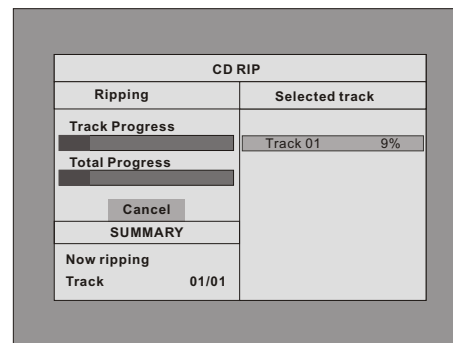 CD RIP
Ripping
Selected track
Track Progress
Track 01 9%
Total Progress
Cancel
SUMMARY
Now ripping
Track 01/01